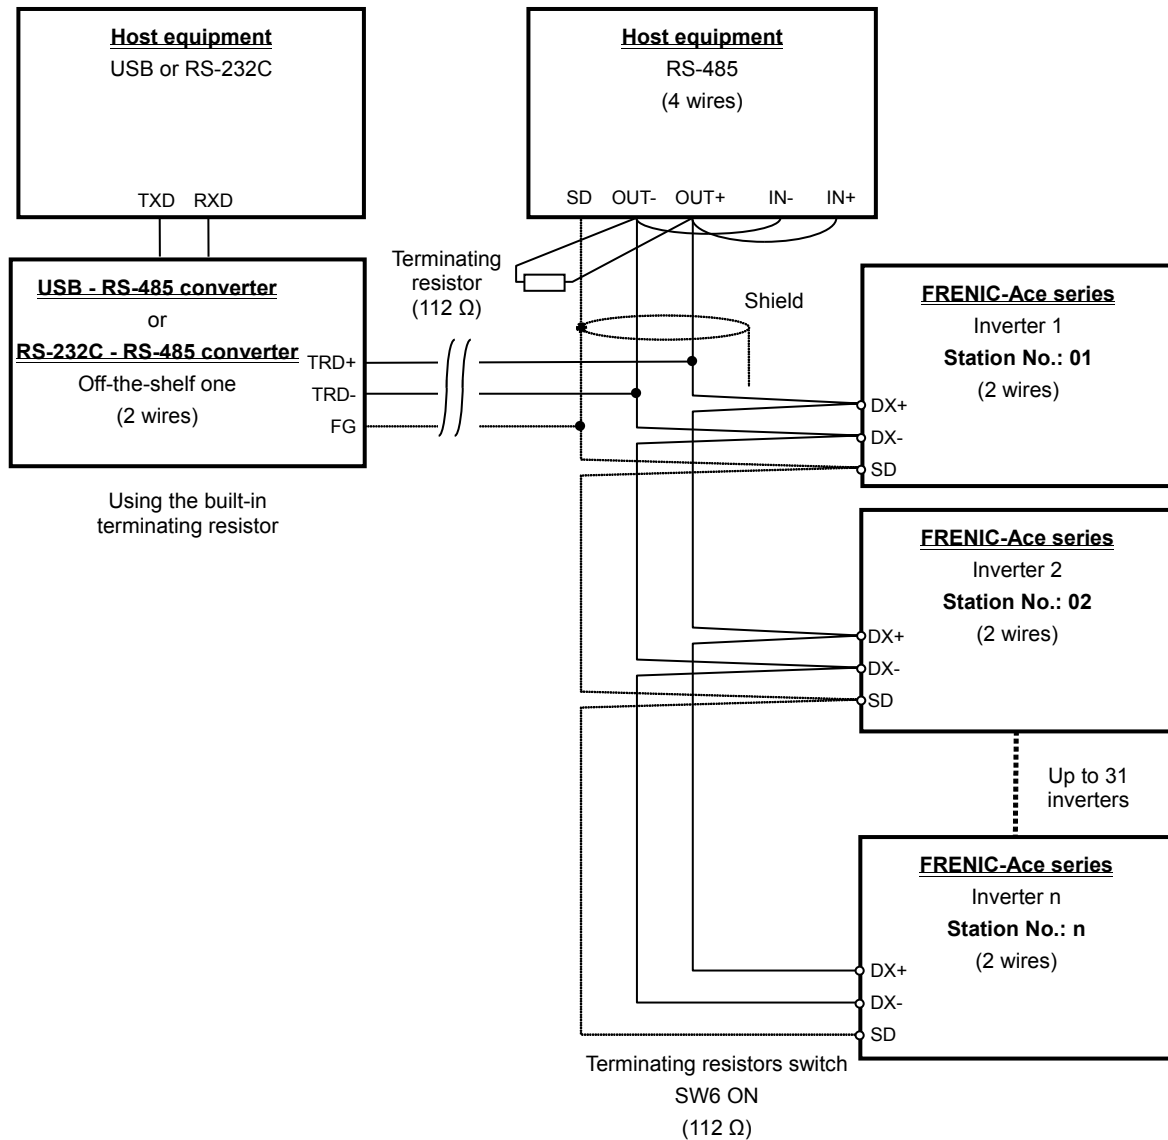 Host equipment
USB or RS-232C
TXD RXD
USB - RS-485 converter
or
RS-232C - RS-485 converter
Off-the-shelf one
(2 wires)
TRD+
TRD-
FG
Using the built-in
terminating resistor
Host equipment
RS-485
(4 wires)
SD OUT- OUT+ IN- IN+
Terminating
resistor
(112 Ω)
Shield
FRENIC-Ace series
Inverter 1
Station No.: 01
(2 wires)
DX+
DX-
SD
FRENIC-Ace series
Inverter 2
Station No.: 02
(2 wires)
DX+
DX-
SD
Up to 31
inverters
FRENIC-Ace series
Inverter n
Station No.: n
(2 wires)
DX+
DX-
SD
Terminating resistors switch
SW6 ON
(112 Ω)